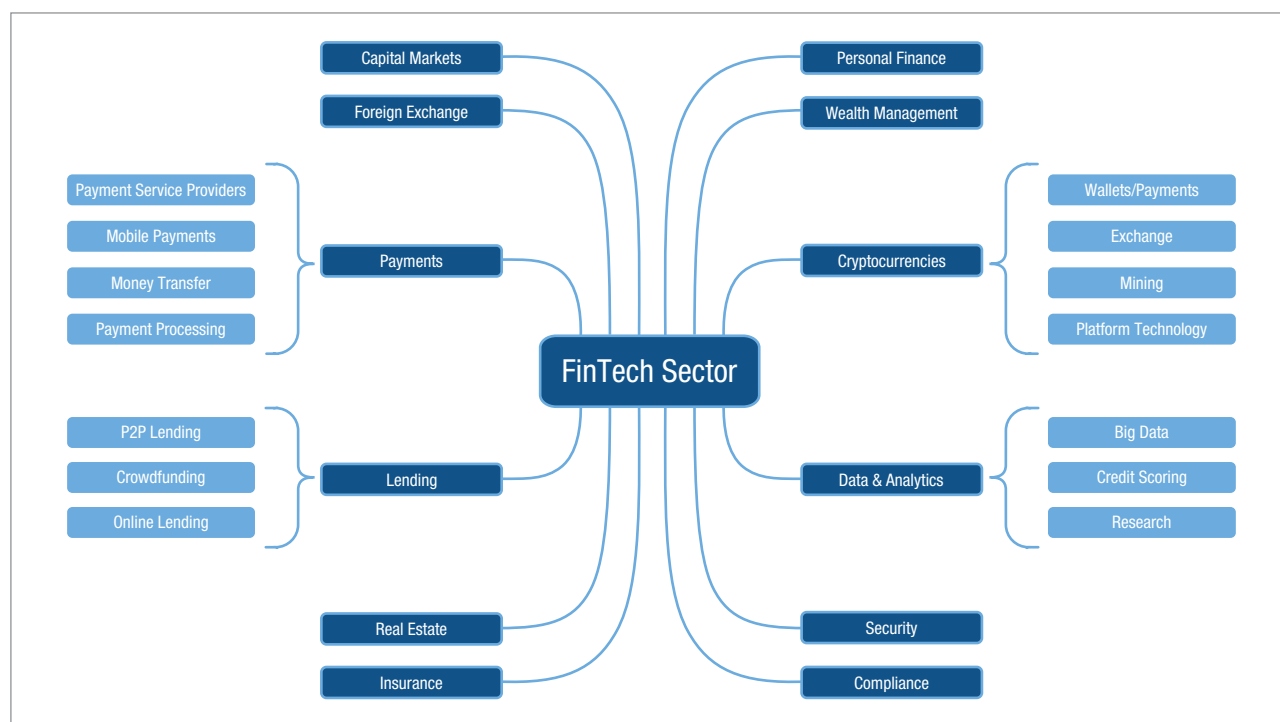 Capital Markets
Personal Finance
Foreign Exchange
Wealth Management
Payment Service Providers
Mobile Payments
Money Transfer
Payment Processing
Payments
Cryptocurrencies
Wallets/Payments
Exchange
Mining
Platform Technology
FinTech Sector
P2P Lending
Crowdfunding
Online Lending
Lending
Data & Analytics
Big Data
Credit Scoring
Research
Real Estate
Security
Insurance
Compliance